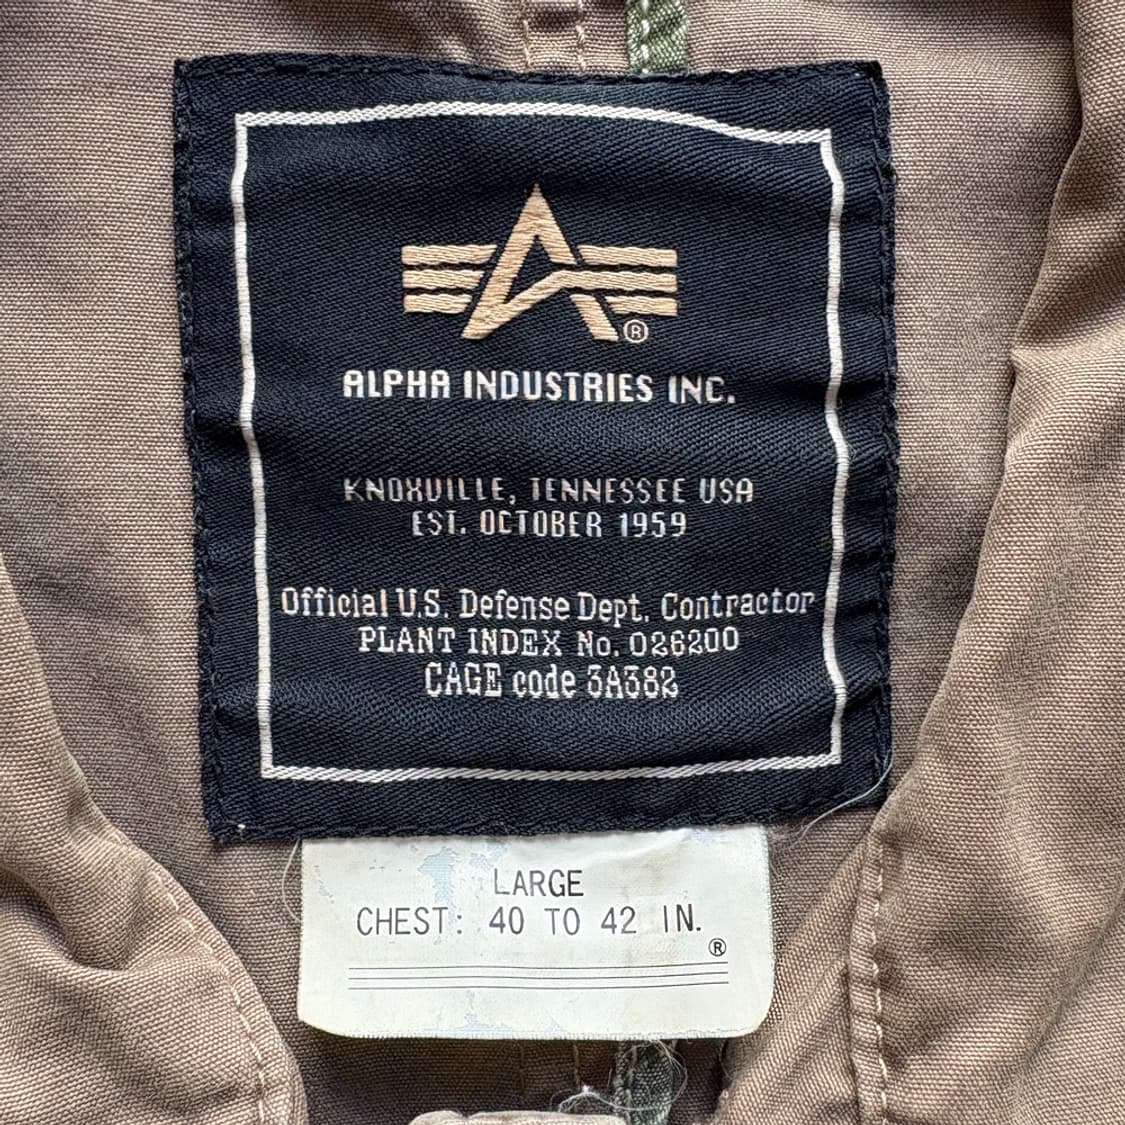 ®
ALPHA INDUSTRIES INC.
KNOXVILLE, TENNESSEE USA
EST. OCTOBER 1959
Official U.S. Defense Dept. Contractor
PLANT INDEX No. 026200
CAGE code 3A382
LARGE
CHEST: 40 TO 42 IN.
®